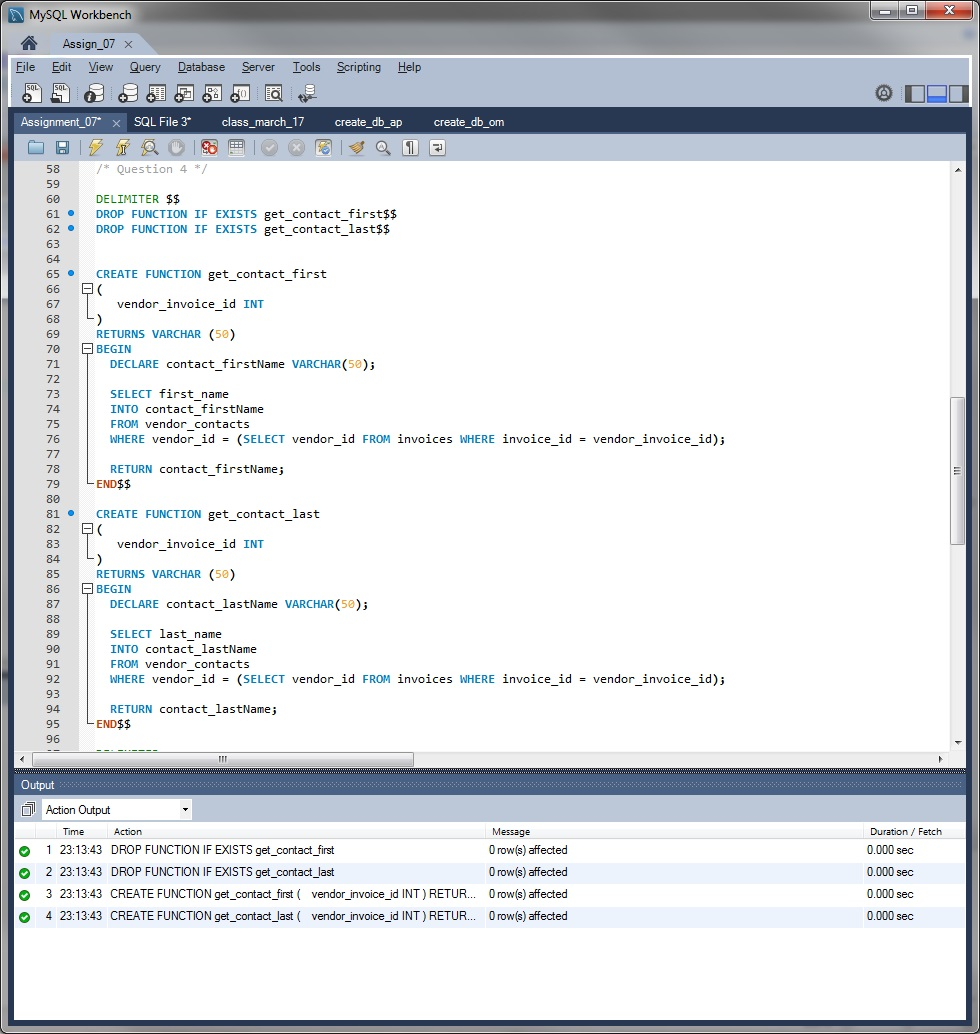 MySQL Workbench
Assign_07
File Edit View Query Database Server Tools Scripting Help
Assignment_07* SQL File 3* class_march_17 create_db_ap create_db_om
58 /* Question 4 */
59
60 DELIMITER $$
61 DROP FUNCTION IF EXISTS get_contact_first$$
62 DROP FUNCTION IF EXISTS get_contact_last$$
63
64
65 CREATE FUNCTION get_contact_first
66 (
67 vendor_invoice_id INT
68 )
69 RETURNS VARCHAR (50)
70 BEGIN
71 DECLARE contact_firstName VARCHAR(50);
72
73 SELECT first_name
74 INTO contact_firstName
75 FROM vendor_contacts
76 WHERE vendor_id = (SELECT vendor_id FROM invoices WHERE invoice_id = vendor_invoice_id);
77
78 RETURN contact_firstName;
79 END$$
80
81 CREATE FUNCTION get_contact_last
82 (
83 vendor_invoice_id INT
84 )
85 RETURNS VARCHAR (50)
86 BEGIN
87 DECLARE contact_lastName VARCHAR(50);
88
89 SELECT last_name
90 INTO contact_lastName
91 FROM vendor_contacts
92 WHERE vendor_id = (SELECT vendor_id FROM invoices WHERE invoice_id = vendor_invoice_id);
93
94 RETURN contact_lastName;
95 END$$
96
Output
Action Output
Time Action Message Duration / Fetch
1 23:13:43 DROP FUNCTION IF EXISTS get_contact_first 0 row(s) affected 0.000 sec
2 23:13:43 DROP FUNCTION IF EXISTS get_contact_last 0 row(s) affected 0.000 sec
3 23:13:43 CREATE FUNCTION get_contact_first ( vendor_invoice_id INT ) RETUR... 0 row(s) affected 0.000 sec
4 23:13:43 CREATE FUNCTION get_contact_last ( vendor_invoice_id INT ) RETUR... 0 row(s) affected 0.000 sec